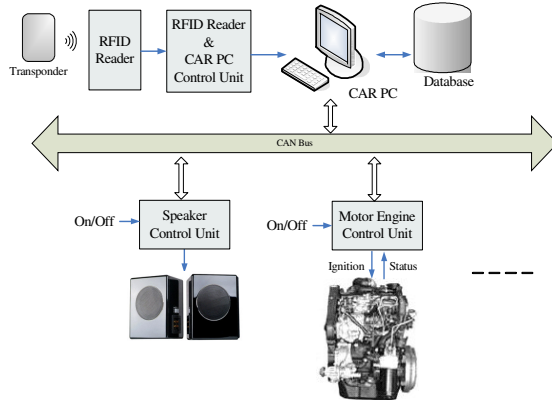 RFID
Reader
RFID Reader
&
CAR PC
Control Unit
Transponder
CAR PC
Database
CAN Bus
On/Off
Speaker
Control Unit
On/Off
Motor Engine
Control Unit
Ignition
Status